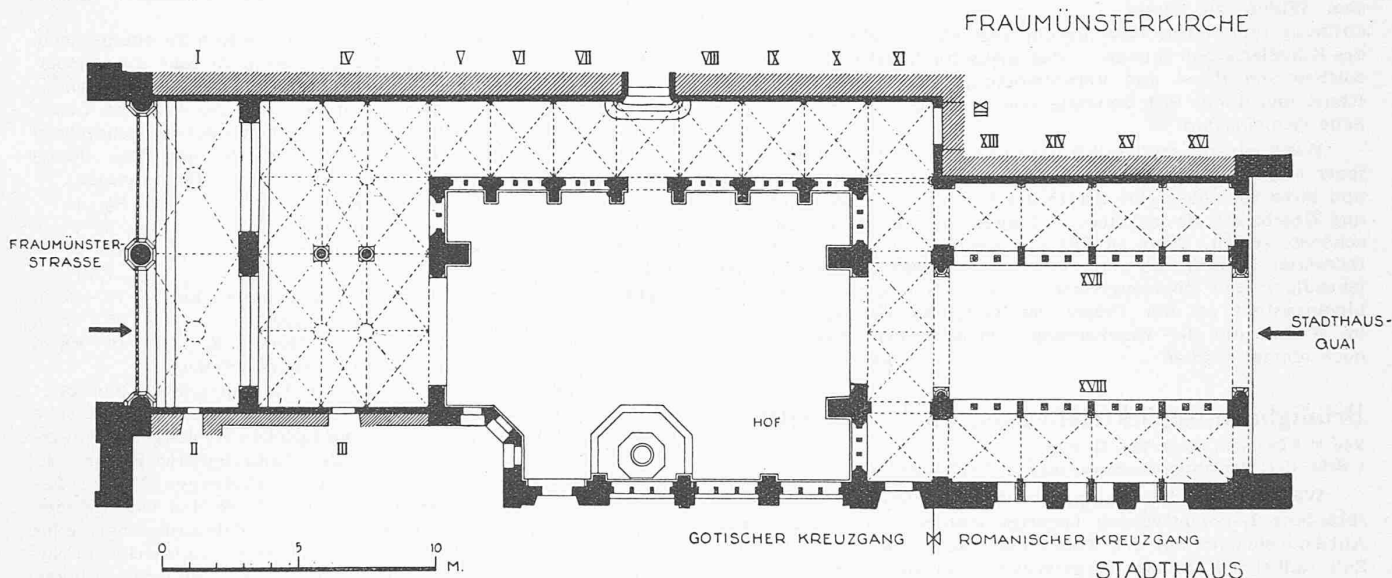 FRAUMÜNSTERKIRCHE
I IV V VI VII VIII IX X XI
XII
XIII XIV XV XVI
FRAUMÜNSTER-
STRASSE
XVII
STADTHAUS-
QUAI
XVIII
HOF
II III
GOTISCHER KREUZGANG ROMANISCHER KREUZGANG
STADTHAUS
0 5 10 M.